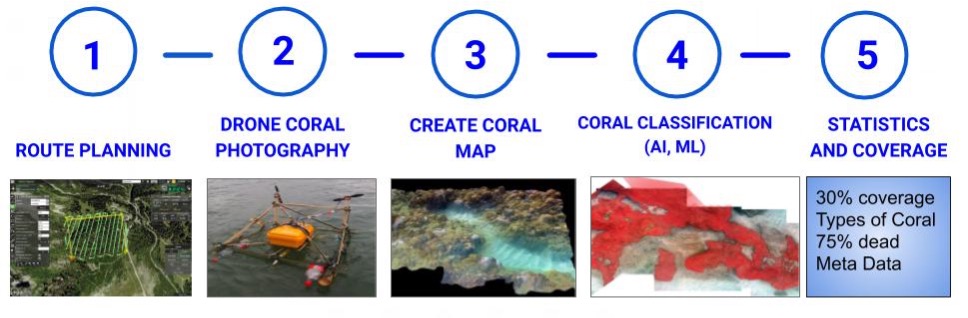 1
2
3
4
5
ROUTE PLANNING
DRONE CORAL
PHOTOGRAPHY
CREATE CORAL
MAP
CORAL CLASSIFICATION
(AI, ML)
STATISTICS
AND COVERAGE
30% coverage
Types of Coral
75% dead
Meta Data